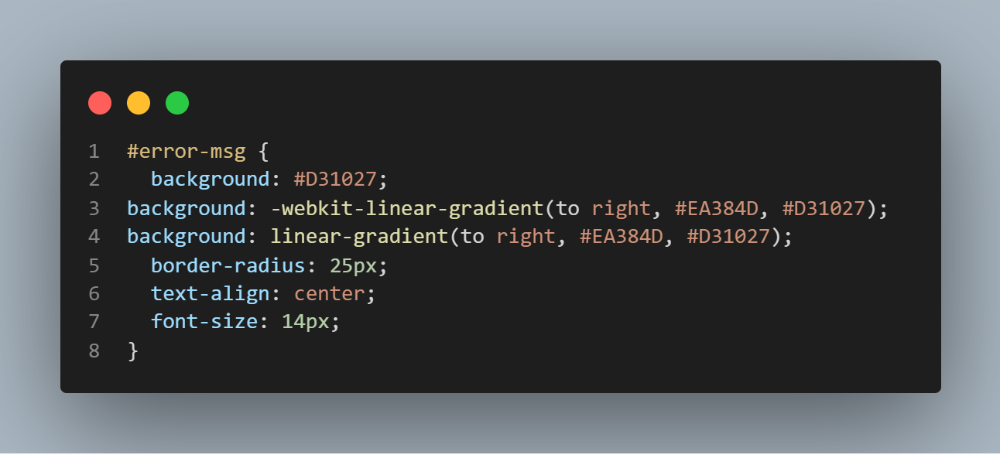 1 #error-msg {
2   background: #D31027;
3 background: -webkit-linear-gradient(to right, #EA384D, #D31027);
4 background: linear-gradient(to right, #EA384D, #D31027);
5   border-radius: 25px;
6   text-align: center;
7   font-size: 14px;
8 }